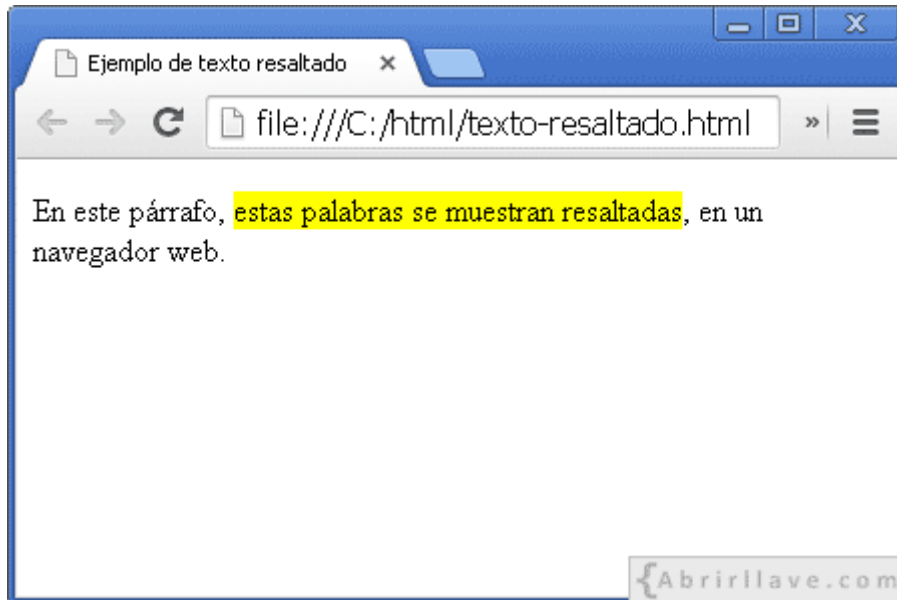 Ejemplo de texto resaltado
file:///C:/html/texto-resaltado.html
En este párrafo, estas palabras se muestran resaltadas, en un
navegador web.
{Abrirllave.com